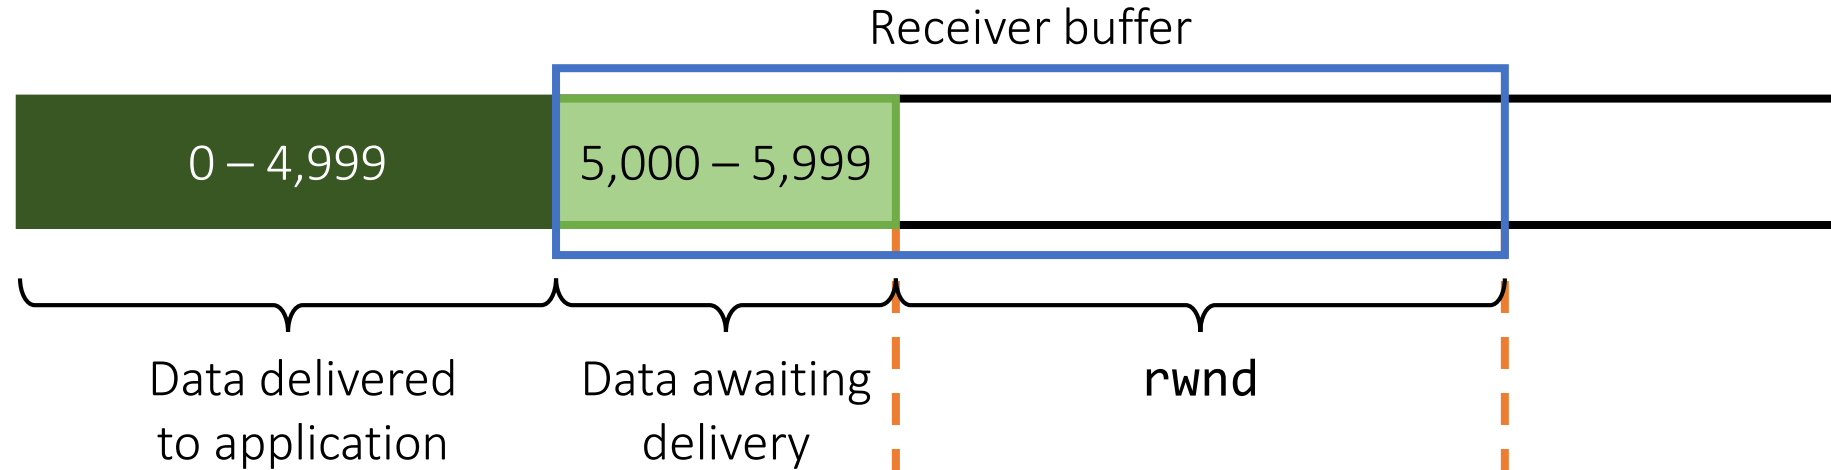 Receiver buffer
0 – 4,999
5,000 – 5,999
Data delivered
to application
Data awaiting
delivery
rwnd